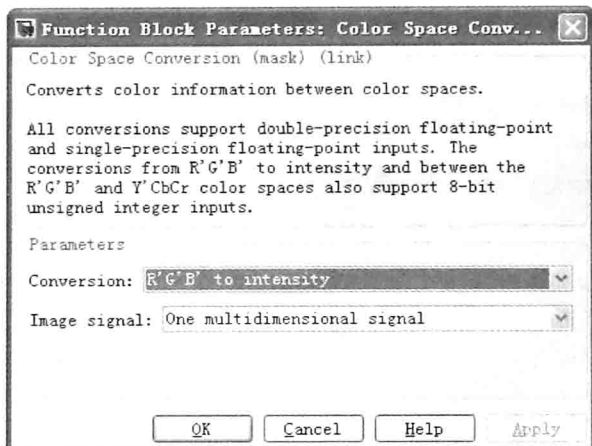 Function Block Parameters: Color Space Conv...
Color Space Conversion (mask) (link)
Converts color information between color spaces.
All conversions support double-precision floating-point
and single-precision floating-point inputs. The
conversions from R'G'B' to intensity and between the
R'G'B' and Y'CbCr color spaces also support 8-bit
unsigned integer inputs.
Parameters
Conversion: R'G'B' to intensity
Image signal: One multidimensional signal
OK Cancel Help Apply